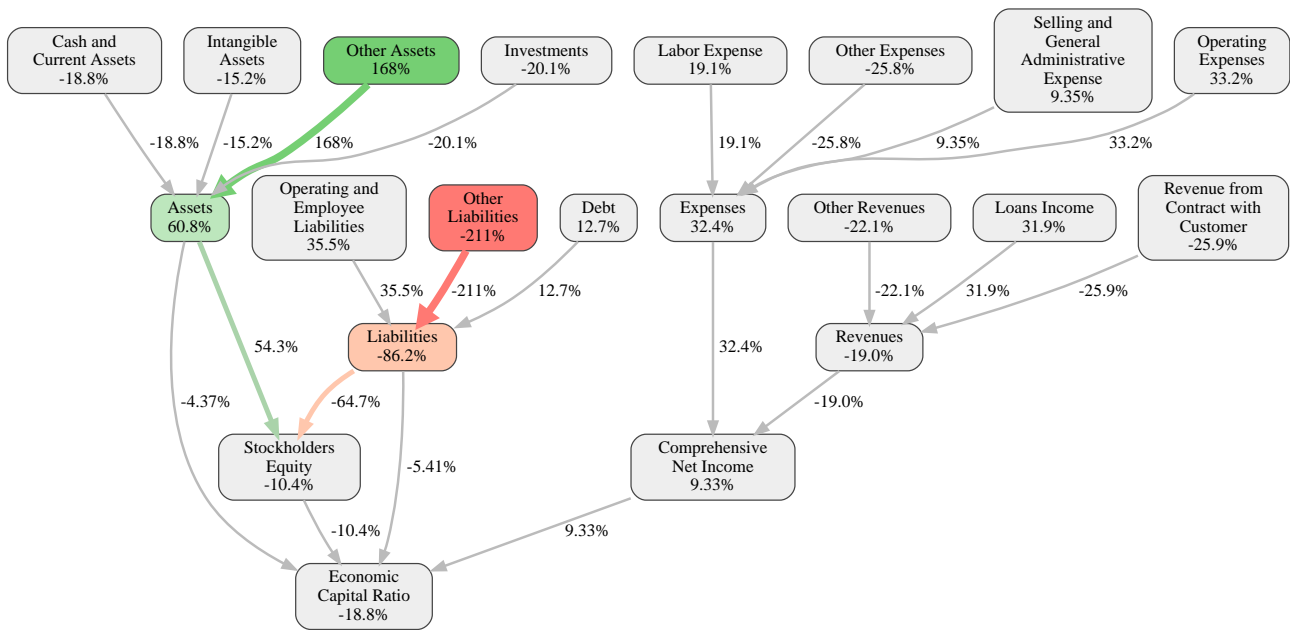 Cash and
Current Assets
-18.8%
Intangible
Assets
-15.2%
Other Assets
168%
Investments
-20.1%
Labor Expense
19.1%
Other Expenses
-25.8%
Selling and
General
Administrative
Expense
9.35%
Operating
Expenses
33.2%
-18.8%
-15.2%
168%
-20.1%
19.1%
-25.8%
9.35%
33.2%
Assets
60.8%
Operating and
Employee
Liabilities
35.5%
Other
Liabilities
-211%
Debt
12.7%
Expenses
32.4%
Other Revenues
-22.1%
Loans Income
31.9%
Revenue from
Contract with
Customer
-25.9%
35.5%
-211%
12.7%
-22.1%
31.9%
-25.9%
54.3%
Liabilities
-86.2%
32.4%
Revenues
-19.0%
-4.37%
-64.7%
-19.0%
Stockholders
Equity
-10.4%
-5.41%
Comprehensive
Net Income
9.33%
-10.4%
9.33%
Economic
Capital Ratio
-18.8%